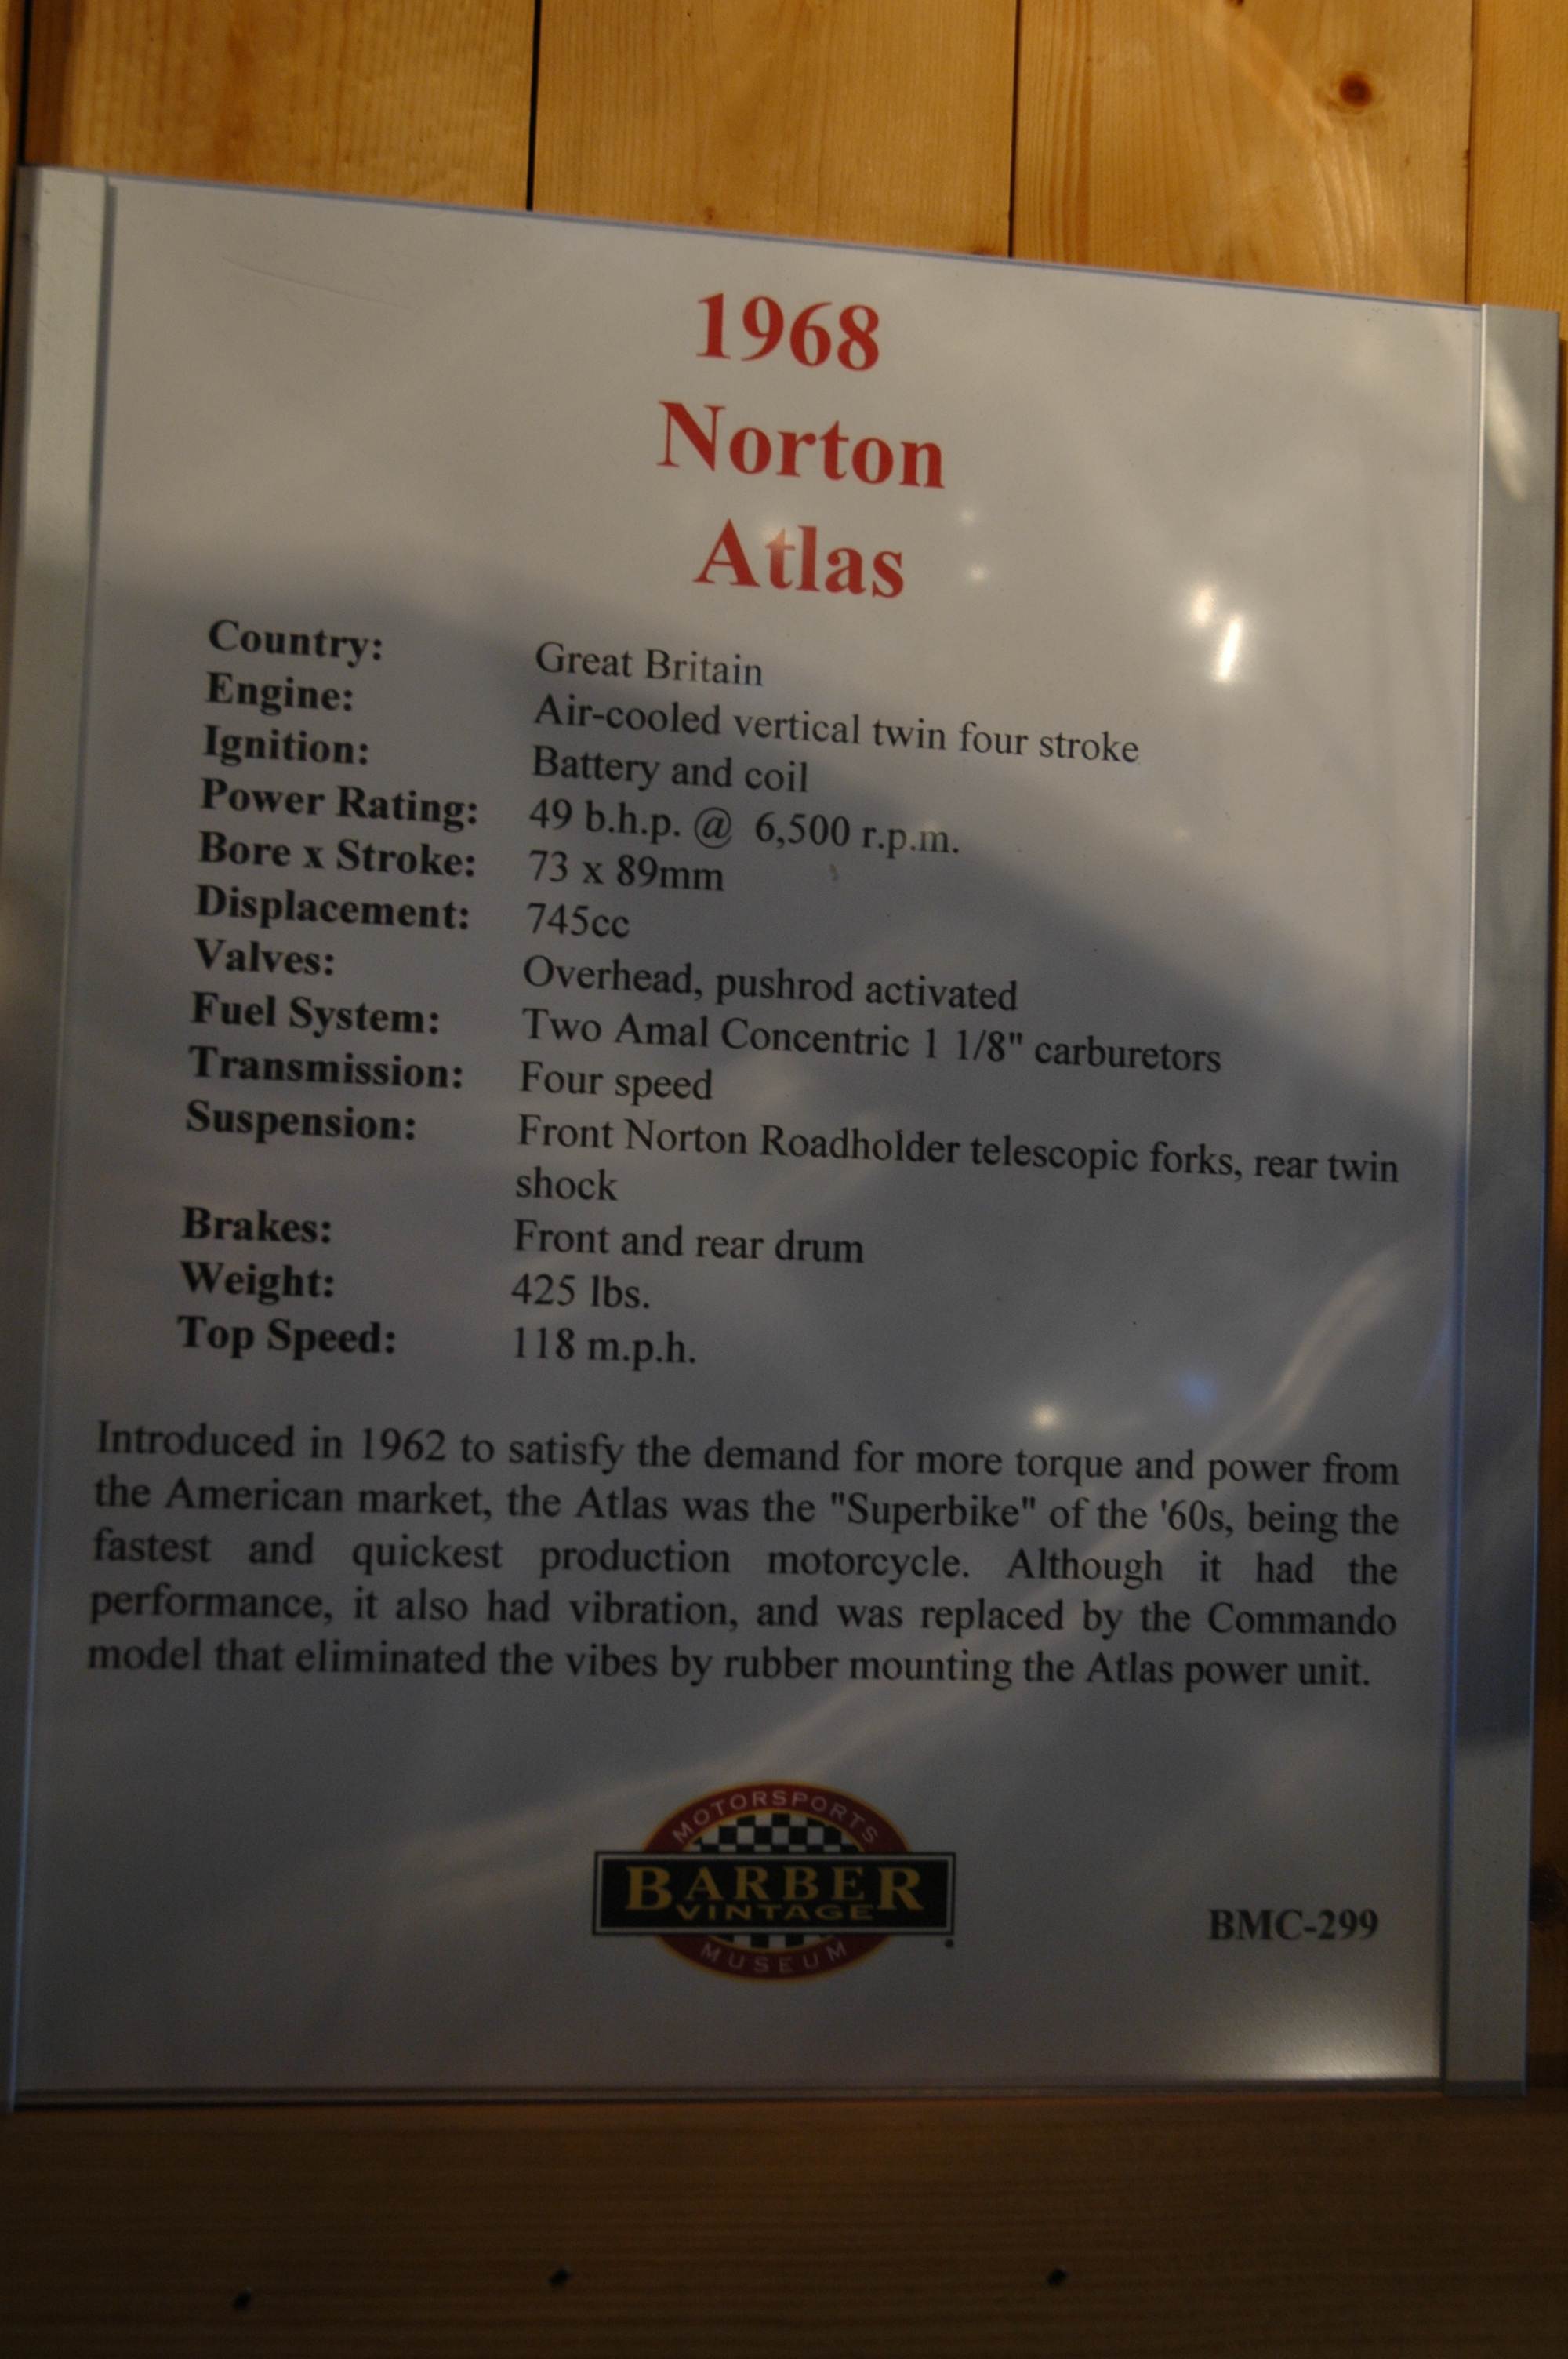 1968
Norton
Atlas
Country: Great Britain
Engine: Air-cooled vertical twin four stroke
Ignition: Battery and coil
Power Rating: 49 b.h.p. @ 6,500 r.p.m.
Bore x Stroke: 73 x 89mm
Displacement: 745cc
Valves: Overhead, pushrod activated
Fuel System: Two Amal Concentric 1 1/8" carburetors
Transmission: Four speed
Suspension: Front Norton Roadholder telescopic forks, rear twin
shock
Brakes: Front and rear drum
Weight: 425 lbs.
Top Speed: 118 m.p.h.
Introduced in 1962 to satisfy the demand for more torque and power from
the American market, the Atlas was the "Superbike" of the '60s, being the
fastest and quickest production motorcycle. Although it had the
performance, it also had vibration, and was replaced by the Commando
model that eliminated the vibes by rubber mounting the Atlas power unit.
MOTORSPORTS
BARBER
VINTAGE
MUSEUM
BMC-299